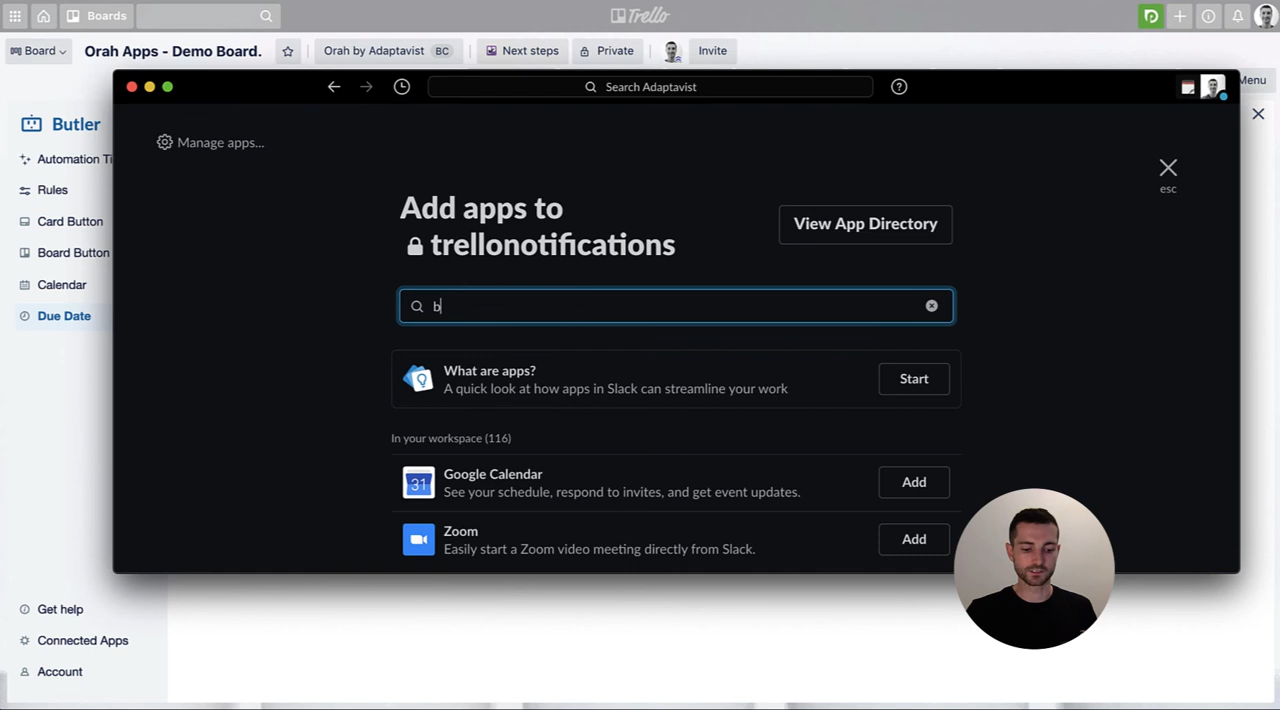 Boards
Trello
Board
Orah Apps - Demo Board.
Orah by Adaptavist BC
Next steps
Private
Invite
Search Adaptavist
Menu
Butler
Manage apps...
esc
Automation Ti
Rules
Card Button
Board Button
Calendar
Due Date
Add apps to
trellonotifications
View App Directory
b
What are apps?
A quick look at how apps in Slack can streamline your work
Start
In your workspace (116)
31
Google Calendar
See your schedule, respond to invites, and get event updates.
Add
Zoom
Easily start a Zoom video meeting directly from Slack.
Add
Get help
Connected Apps
Account